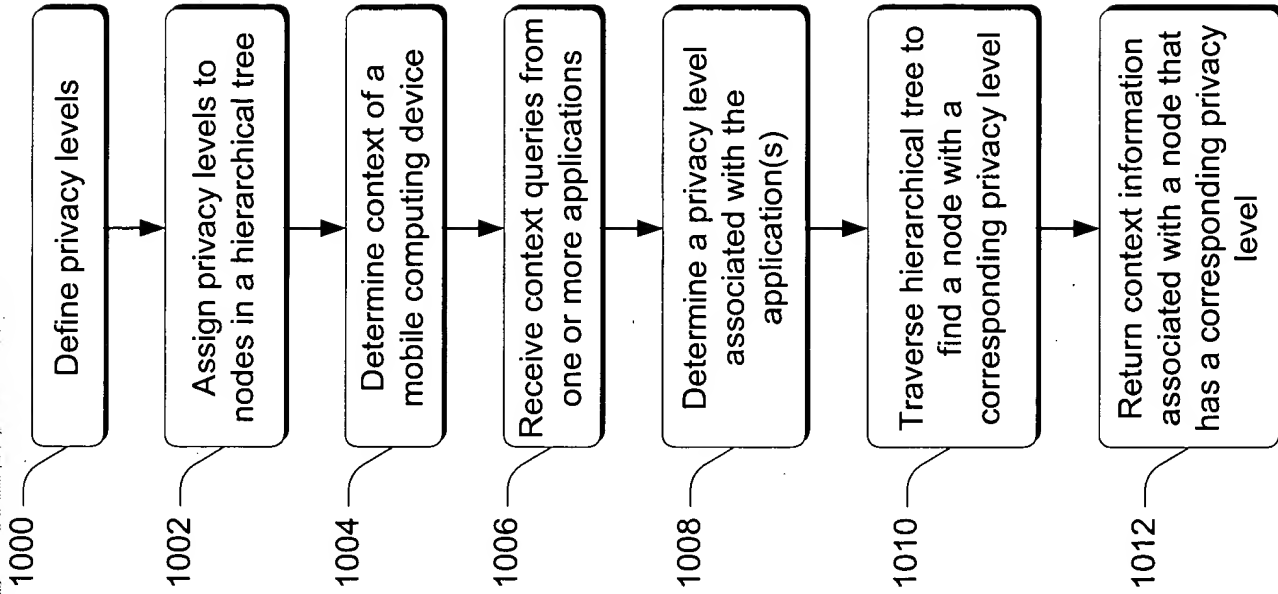 1000
Define privacy levels
1002
Assign privacy levels to
nodes in a hierarchical tree
1004
Determine context of a
mobile computing device
1006
Receive context queries from
one or more applications
1008
Determine a privacy level
associated with the
application(s)
1010
Traverse hierarchical tree to
find a node with a
corresponding privacy level
1012
Return context information
associated with a node that
has a corresponding privacy
level